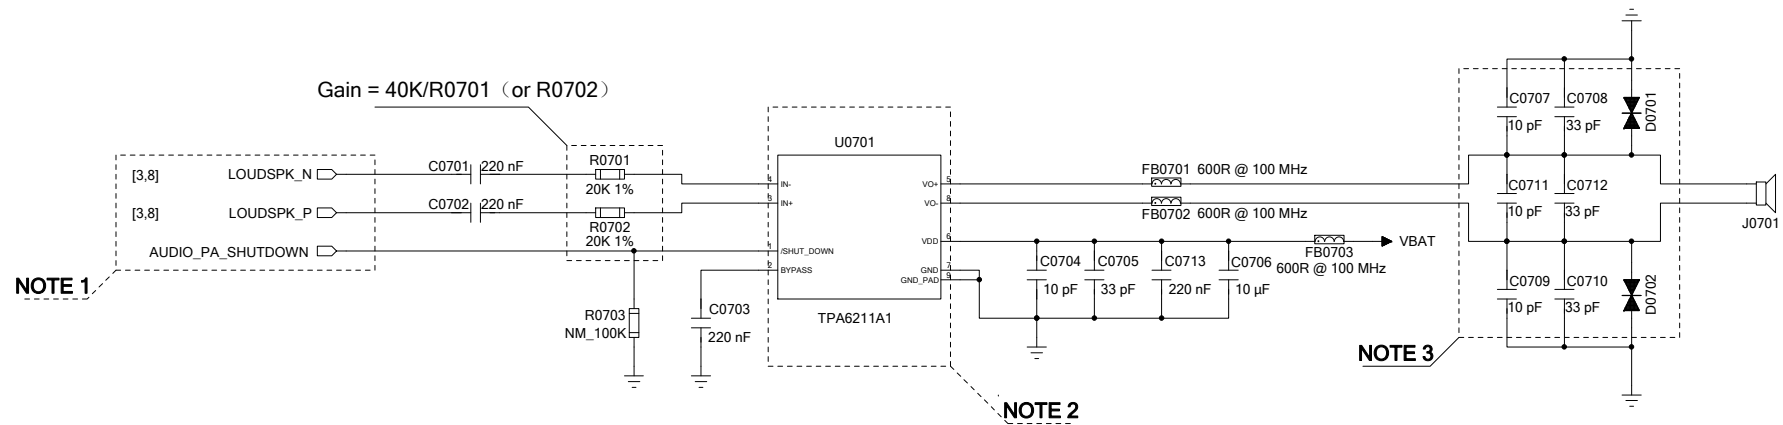 Gain = 40K/R0701（or R0702）
[3,8]
LOUDSPK_N
[3,8]
LOUDSPK_P
AUDIO_PA_SHUTDOWN
NOTE 1
C0701
220 nF
C0702
220 nF
R0701
20K 1%
R0702
20K 1%
R0703
NM_100K
C0703
220 nF
U0701
4
IN-
3
IN+
1
/SHUT_DOWN
2
BYPASS
VO+
5
VO-
8
VDD
6
GND
7
GND_PAD
9
TPA6211A1
NOTE 2
FB0701
600R @ 100 MHz
FB0702
600R @ 100 MHz
VBAT
FB0703
600R @ 100 MHz
C0704
10 pF
C0705
33 pF
C0713
220 nF
C0706
10 µF
C0707
10 pF
C0708
33 pF
D0701
C0711
10 pF
C0712
33 pF
C0709
10 pF
C0710
33 pF
D0702
J0701
NOTE 3